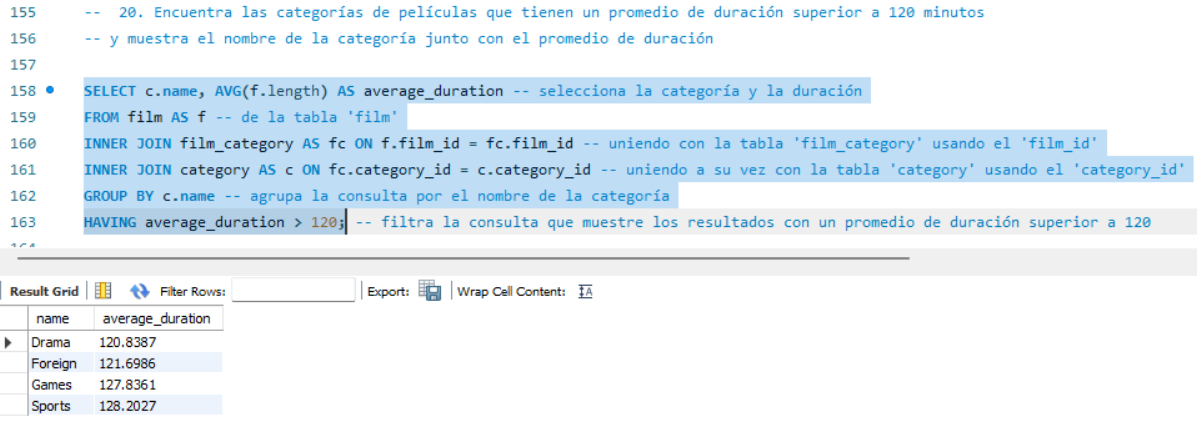 155 -- 20. Encuentra las categorías de películas que tienen un promedio de duración superior a 120 minutos
156 -- y muestra el nombre de la categoría junto con el promedio de duración
157
158 SELECT c.name, AVG(f.length) AS average_duration -- selecciona la categoría y la duración
159 FROM film AS f -- de la tabla 'film'
160 INNER JOIN film_category AS fc ON f.film_id = fc.film_id -- uniendo con la tabla 'film_category' usando el 'film_id'
161 INNER JOIN category AS c ON fc.category_id = c.category_id -- uniendo a su vez con la tabla 'category' usando el 'category_id'
162 GROUP BY c.name -- agrupa la consulta por el nombre de la categoría
163 HAVING average_duration > 120; -- filtra la consulta que muestre los resultados con un promedio de duración superior a 120
Result Grid Filter Rows: Export: Wrap Cell Content: IA
name average_duration
Drama 120.8387
Foreign 121.6986
Games 127.8361
Sports 128.2027